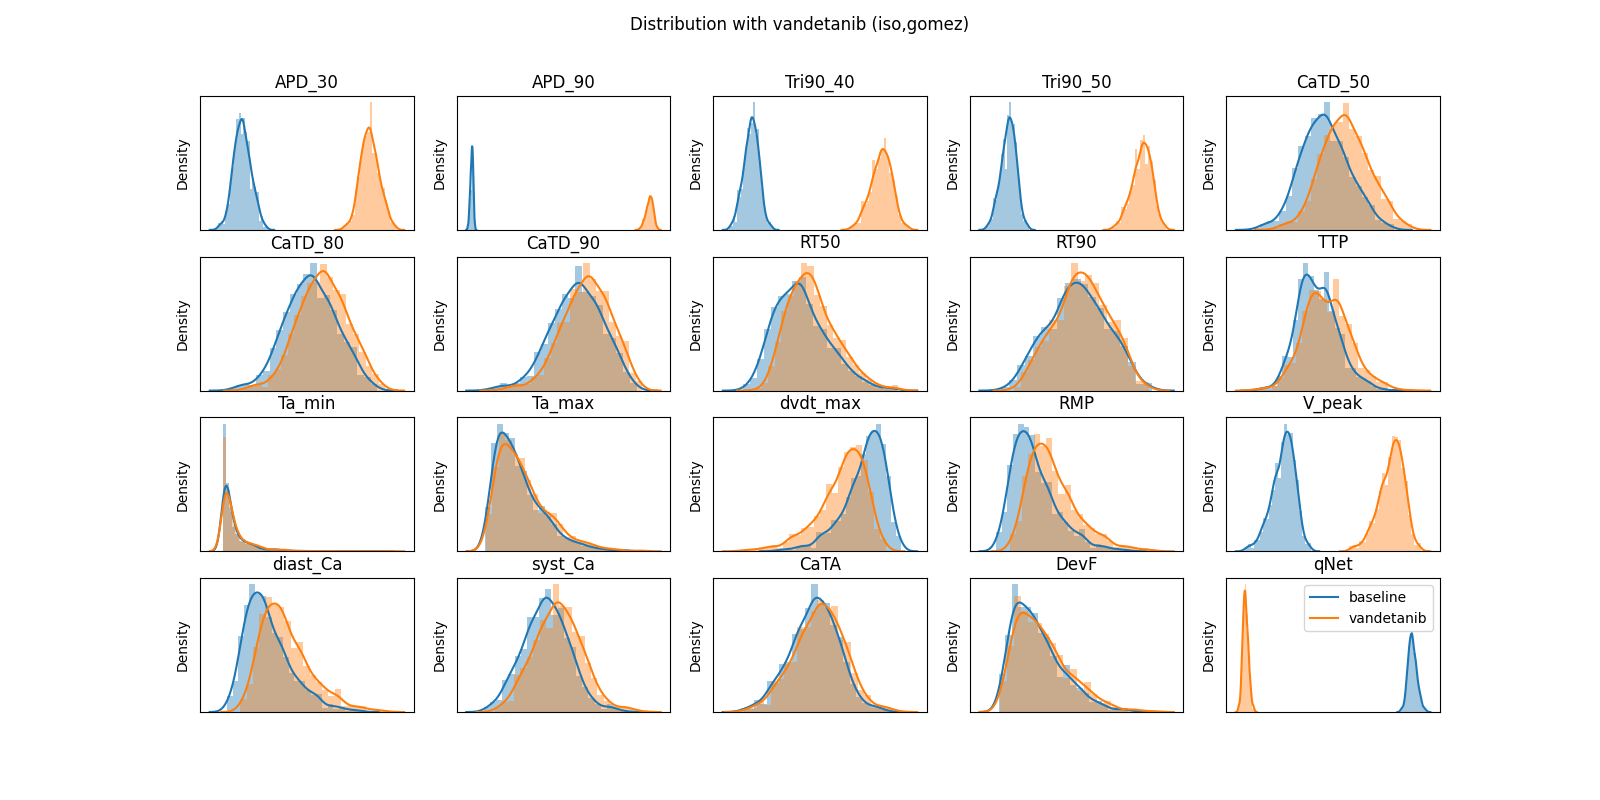 Distribution with vandetanib (iso,gomez)
APD_30
APD_90
Tri90_40
Tri90_50
CaTD_50
Density
Density
Density
Density
Density
CaTD_80
CaTD_90
RT50
RT90
TTP
Density
Density
Density
Density
Density
Ta_min
Ta_max
dvdt_max
RMP
V_peak
Density
Density
Density
Density
Density
diast_Ca
syst_Ca
CaTA
DevF
qNet
Density
Density
Density
Density
Density
baseline
vandetanib